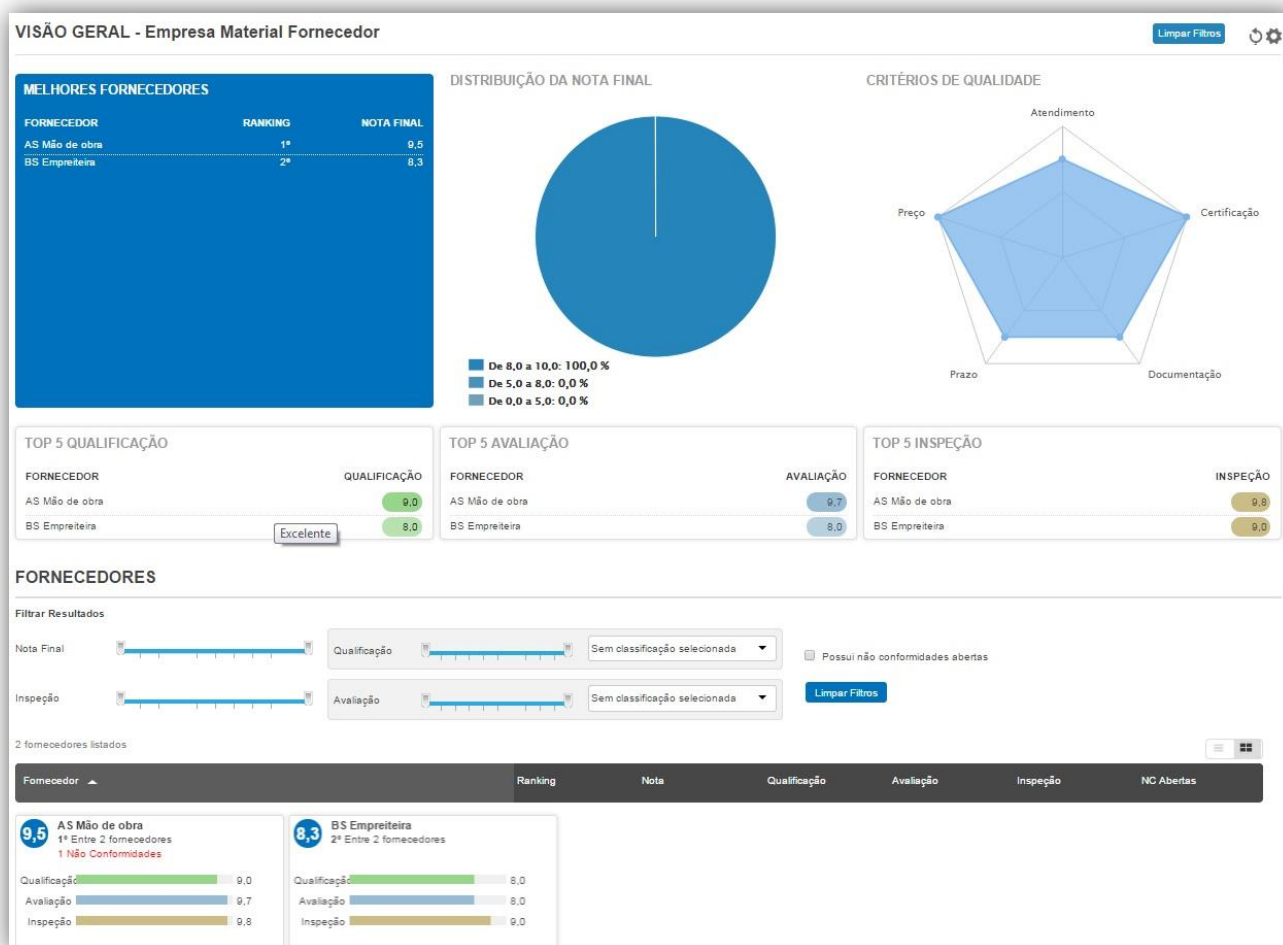 VISÃO GERAL - Empresa Material Fornecedor
Limpar Filtros
MELHORES FORNECEDORES
FORNECEDOR RANKING NOTA FINAL
AS Mão de obra 1º 9,5
BS Empreiteira 2º 8,3
DISTRIBUIÇÃO DA NOTA FINAL
De 8,0 a 10,0: 100,0 %
De 5,0 a 8,0: 0,0 %
De 0,0 a 5,0: 0,0 %
CRITÉRIOS DE QUALIDADE
Atendimento
Preço
Certificação
Prazo
Documentação
TOP 5 QUALIFICAÇÃO
FORNECEDOR QUALIFICAÇÃO
AS Mão de obra 9,0
BS Empreiteira 8,0
Excelente
TOP 5 AVALIAÇÃO
FORNECEDOR AVALIAÇÃO
AS Mão de obra 9,7
BS Empreiteira 8,0
TOP 5 INSPEÇÃO
FORNECEDOR INSPEÇÃO
AS Mão de obra 9,8
BS Empreiteira 9,0
FORNECEDORES
Filtrar Resultados
Nota Final
Qualificação Sem classificação selecionada
Possui não conformidades abertas
Inspeção
Avaliação Sem classificação selecionada
Limpar Filtros
2 fornecedores listados
Fornecedor Ranking Nota Qualificação Avaliação Inspeção NC Abertas
9,5 AS Mão de obra
1º Entre 2 fornecedores
1 Não Conformidades
Qualificação 9,0
Avaliação 9,7
Inspeção 9,8
8,3 BS Empreiteira
2º Entre 2 fornecedores
Qualificação 8,0
Avaliação 8,0
Inspeção 9,0